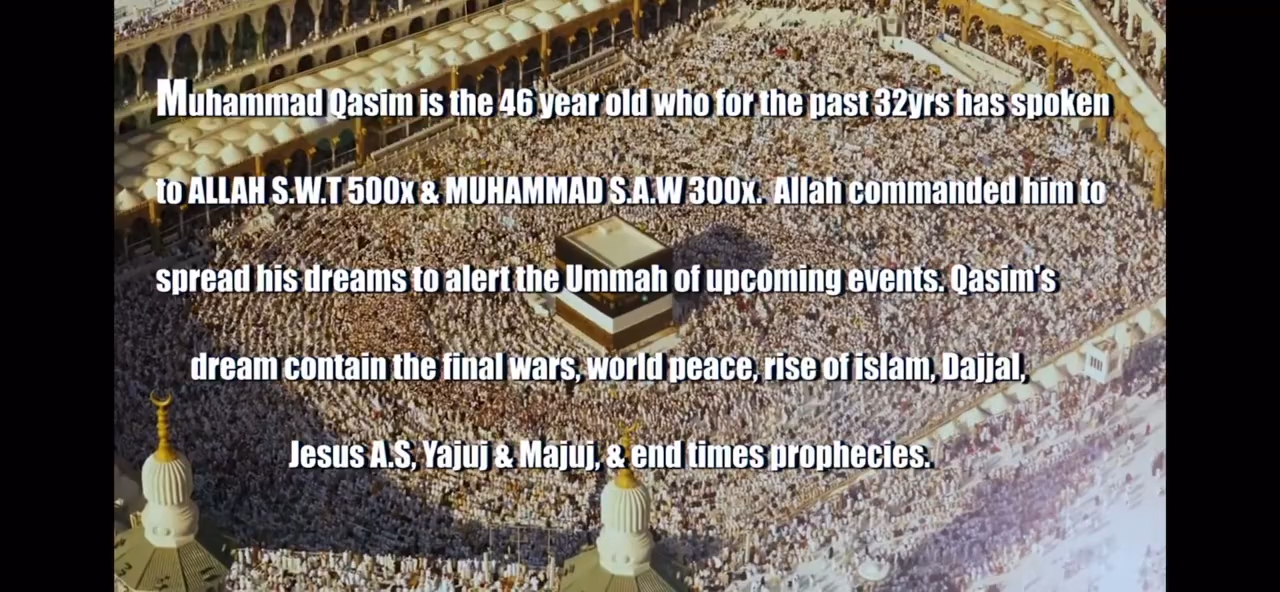 Muhammad Qasim is the 46 year old who for the past 32yrs has spoken
to ALLAH S.W.T 500x & MUHAMMAD S.A.W 300x. Allah commanded him to
spread his dreams to alert the Ummah of upcoming events. Qasim's
dream contain the final wars, world peace, rise of islam, Dajjal,
Jesus A.S, Yajuj & Majuj, & end times prophecies.